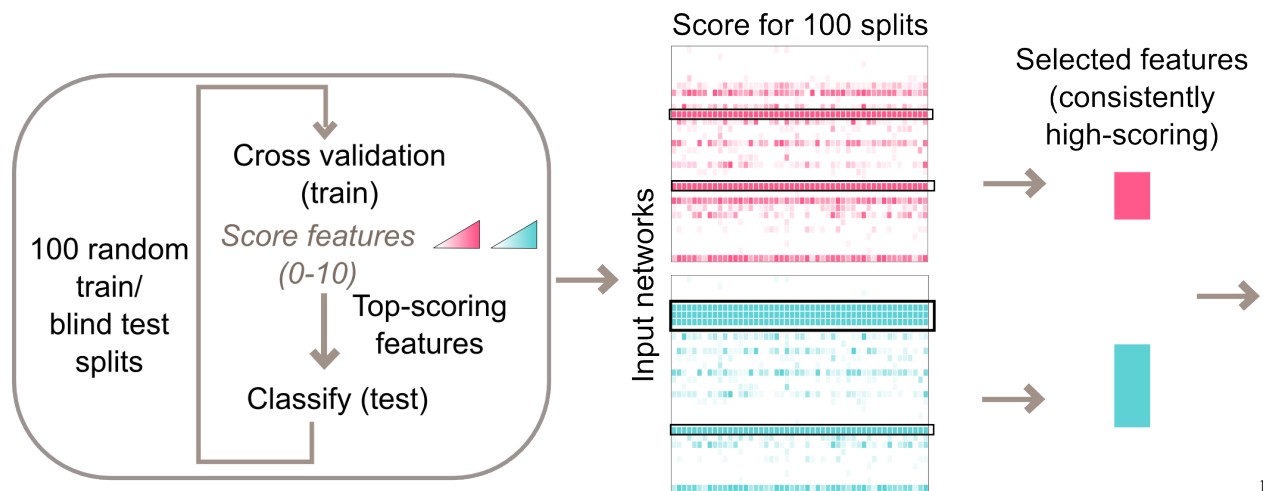 100 random
train/
blind test
splits
Cross validation
(train)
Score features
(0-10)
Top-scoring
features
Classify (test)
Score for 100 splits
Input networks
Selected features
(consistently
high-scoring)